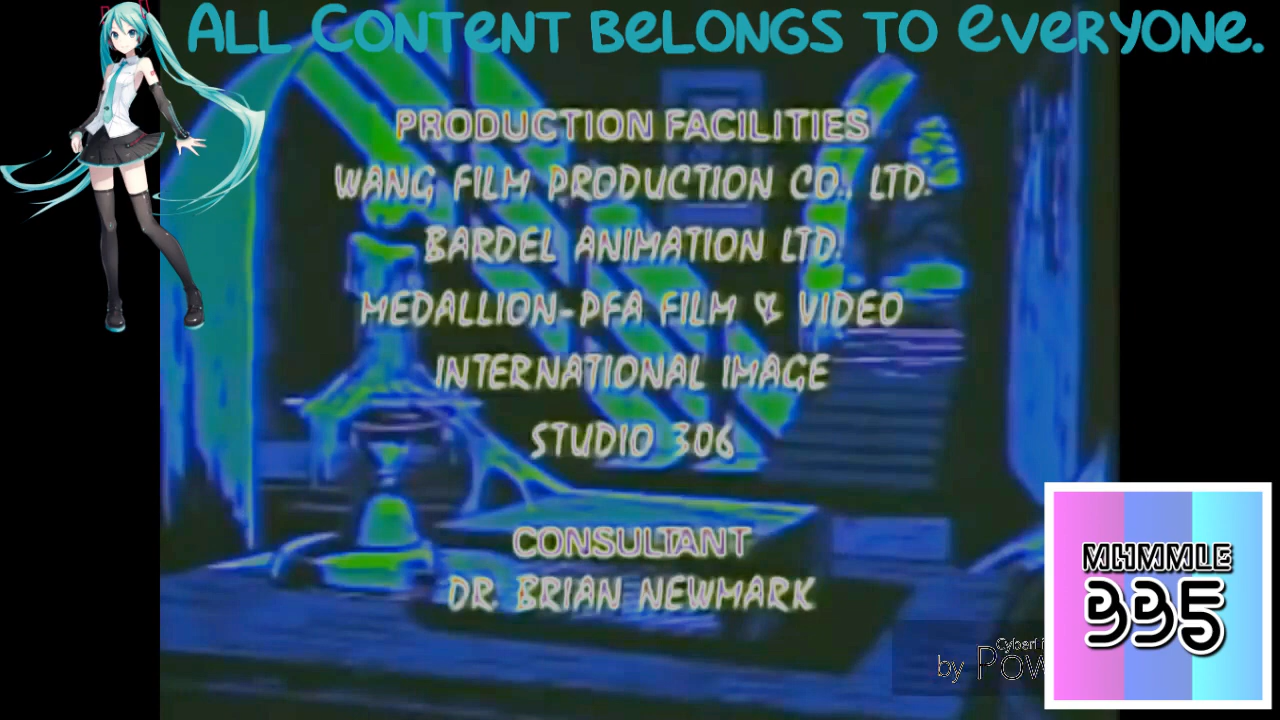 All Content belongs to everyone.
PRODUCTION FACILITIES
WANG FILM PRODUCTION CO., LTD.
BARDEL ANIMATION LTD.
MEDALLION-PFA FILM & VIDEO
INTERNATIONAL IMAGE
STUDIO 306
CONSULTANT
DR. BRIAN NEWMARK
MHMMLE
335
by